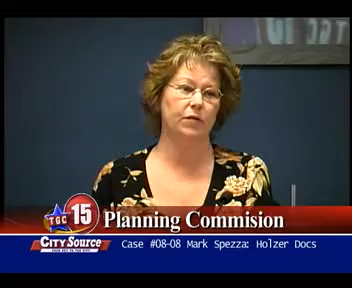 TGC 15
Planning Commision
CITY SOURCE
Case #08-08 Mark Spezza: Holzer Docs